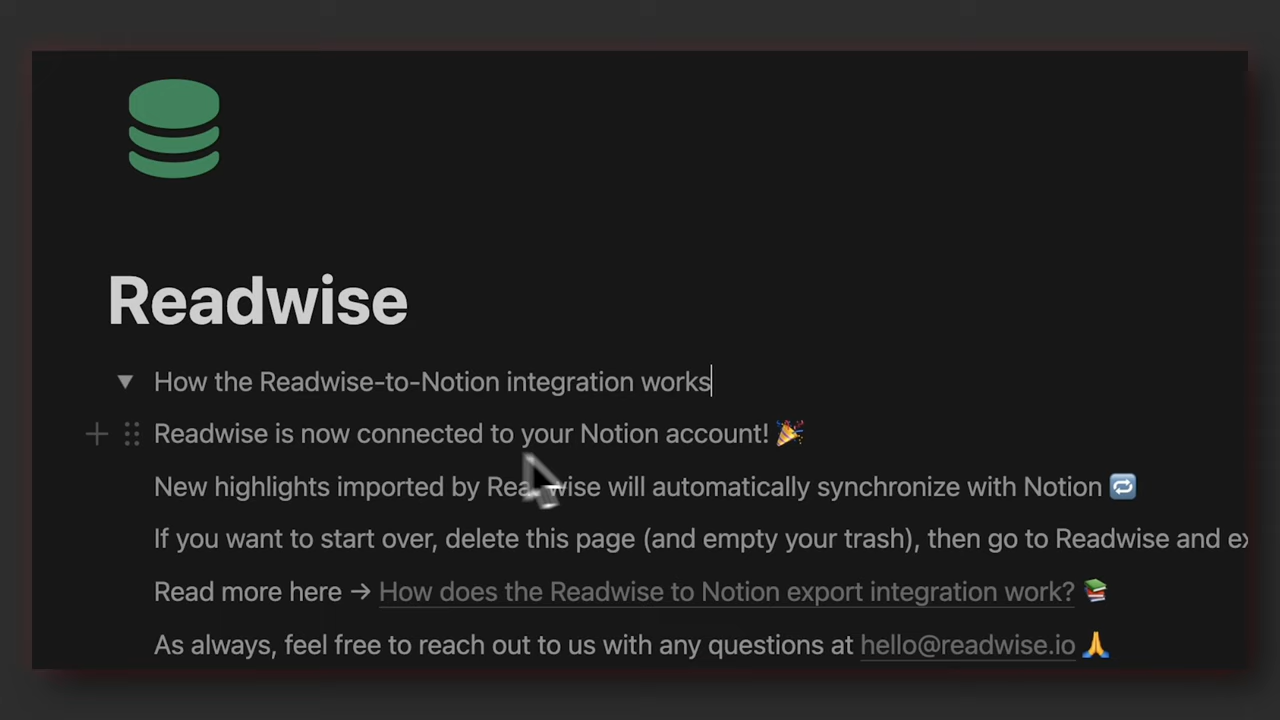 Readwise
How the Readwise-to-Notion integration works
Readwise is now connected to your Notion account! 🎉
New highlights imported by Readwise will automatically synchronize with Notion 🔁
If you want to start over, delete this page (and empty your trash), then go to Readwise and ex
Read more here → How does the Readwise to Notion export integration work? 📚
As always, feel free to reach out to us with any questions at hello@readwise.io 🙏